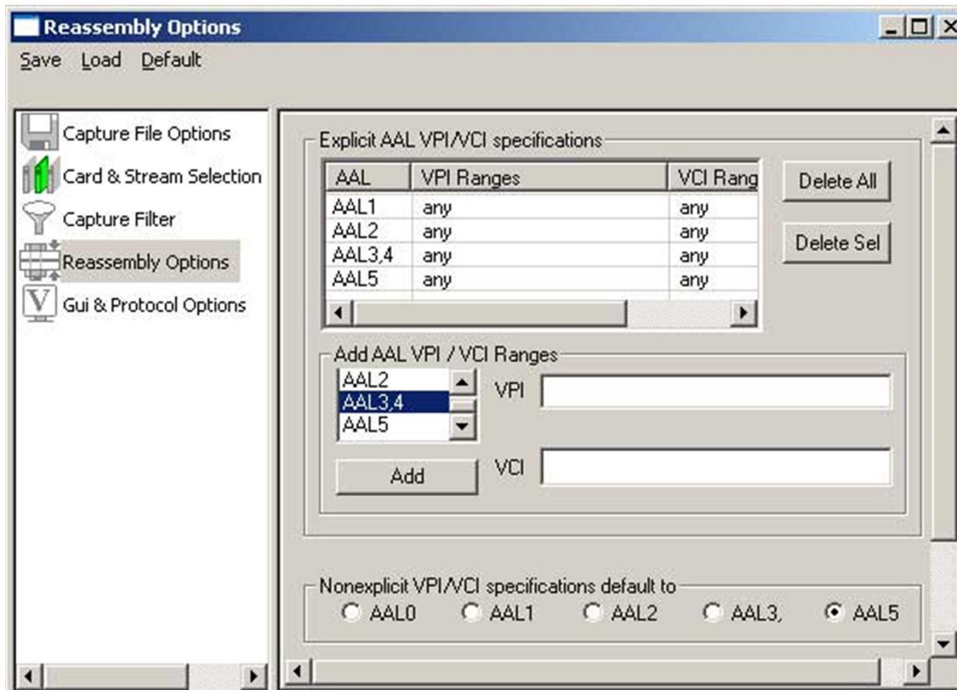 Reassembly Options
Save Load Default
Capture File Options
Card & Stream Selection
Capture Filter
Reassembly Options
V Gui & Protocol Options
Explicit AAL VPI/VCI specifications
AAL VPI Ranges VCI Rang
AAL1 any any
AAL2 any any
AAL3,4 any any
AAL5 any any
Delete All
Delete Sel
Add AAL VPI / VCI Ranges
AAL2
AAL3,4
AAL5
VPI
Add
VCI
Nonexplicit VPI/VCI specifications default to
AAL0 AAL1 AAL2 AAL3, AAL5